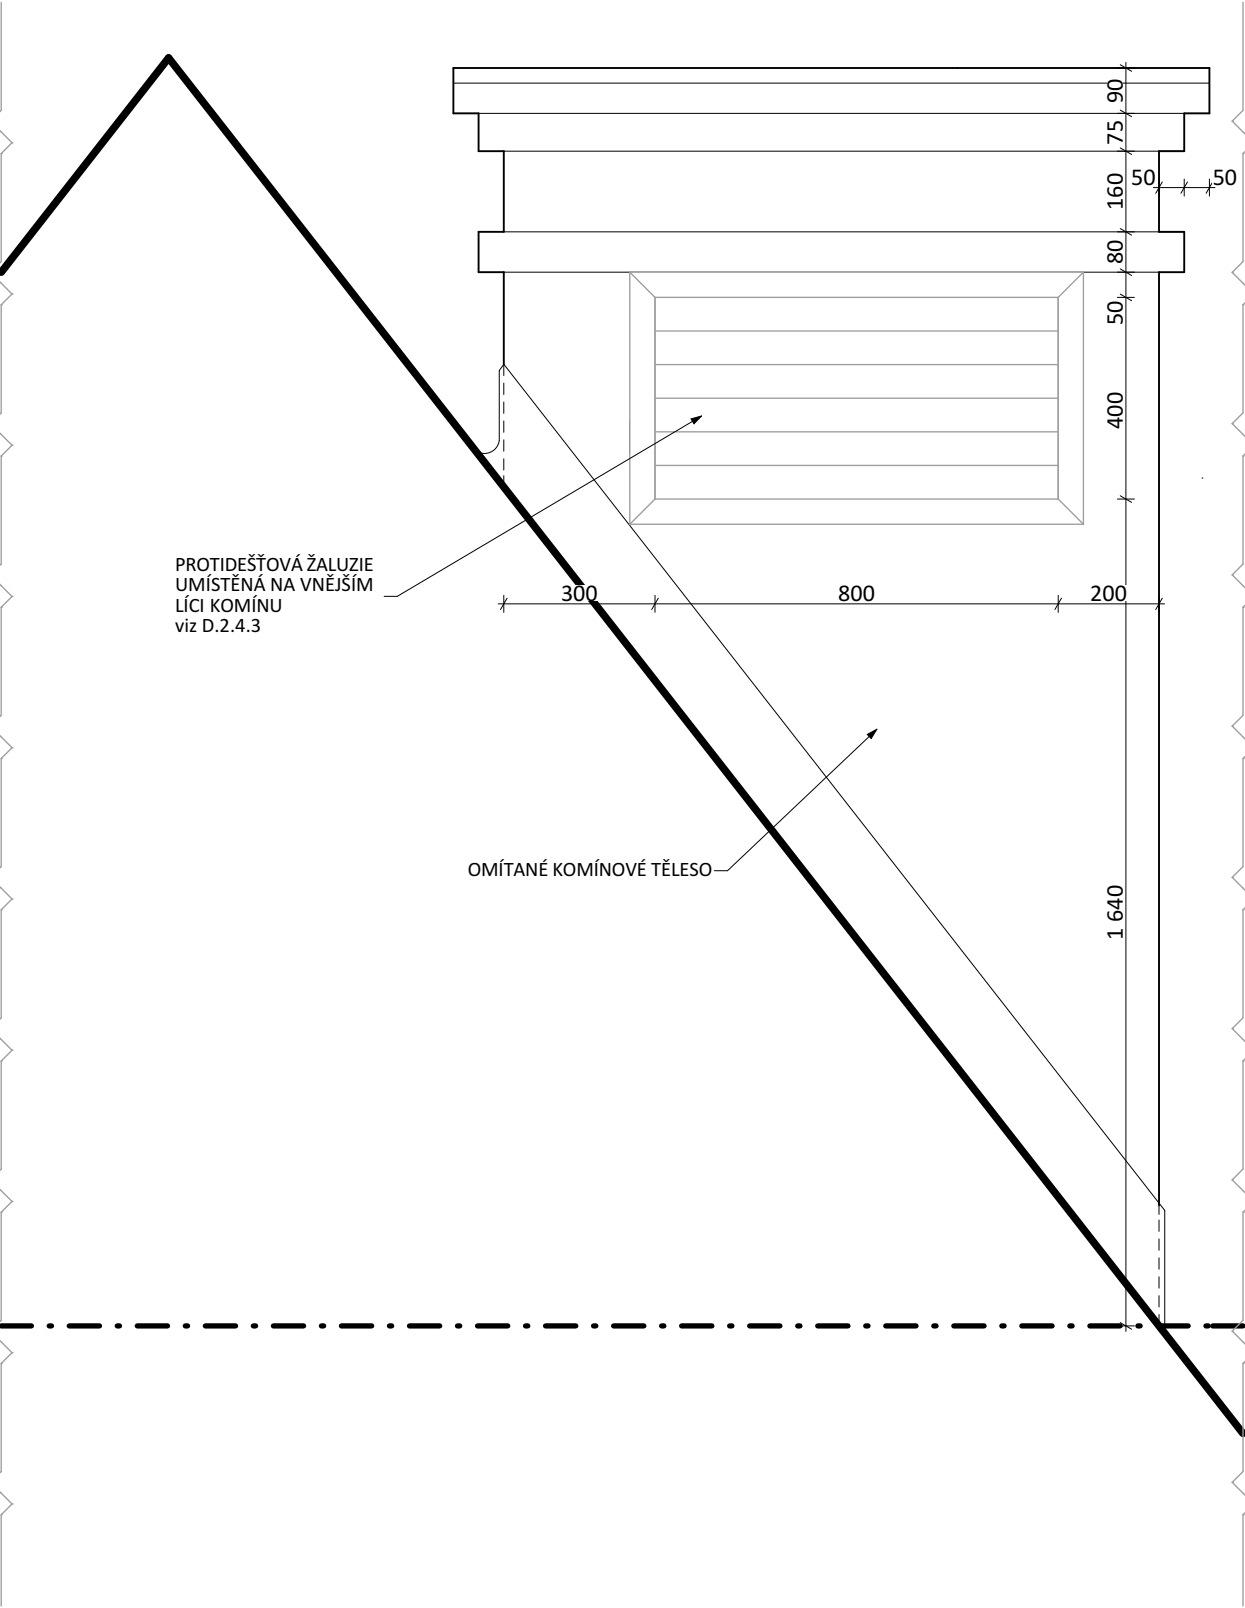 90
75
160
50
50
80
50
400
PROTIDEŠŤOVÁ ŽALUZIE
UMÍSTĚNÁ NA VNĚJŠÍM
LÍCI KOMÍNU
viz D.2.4.3
300
800
200
OMÍTANÉ KOMÍNOVÉ TĚLESO
1 640